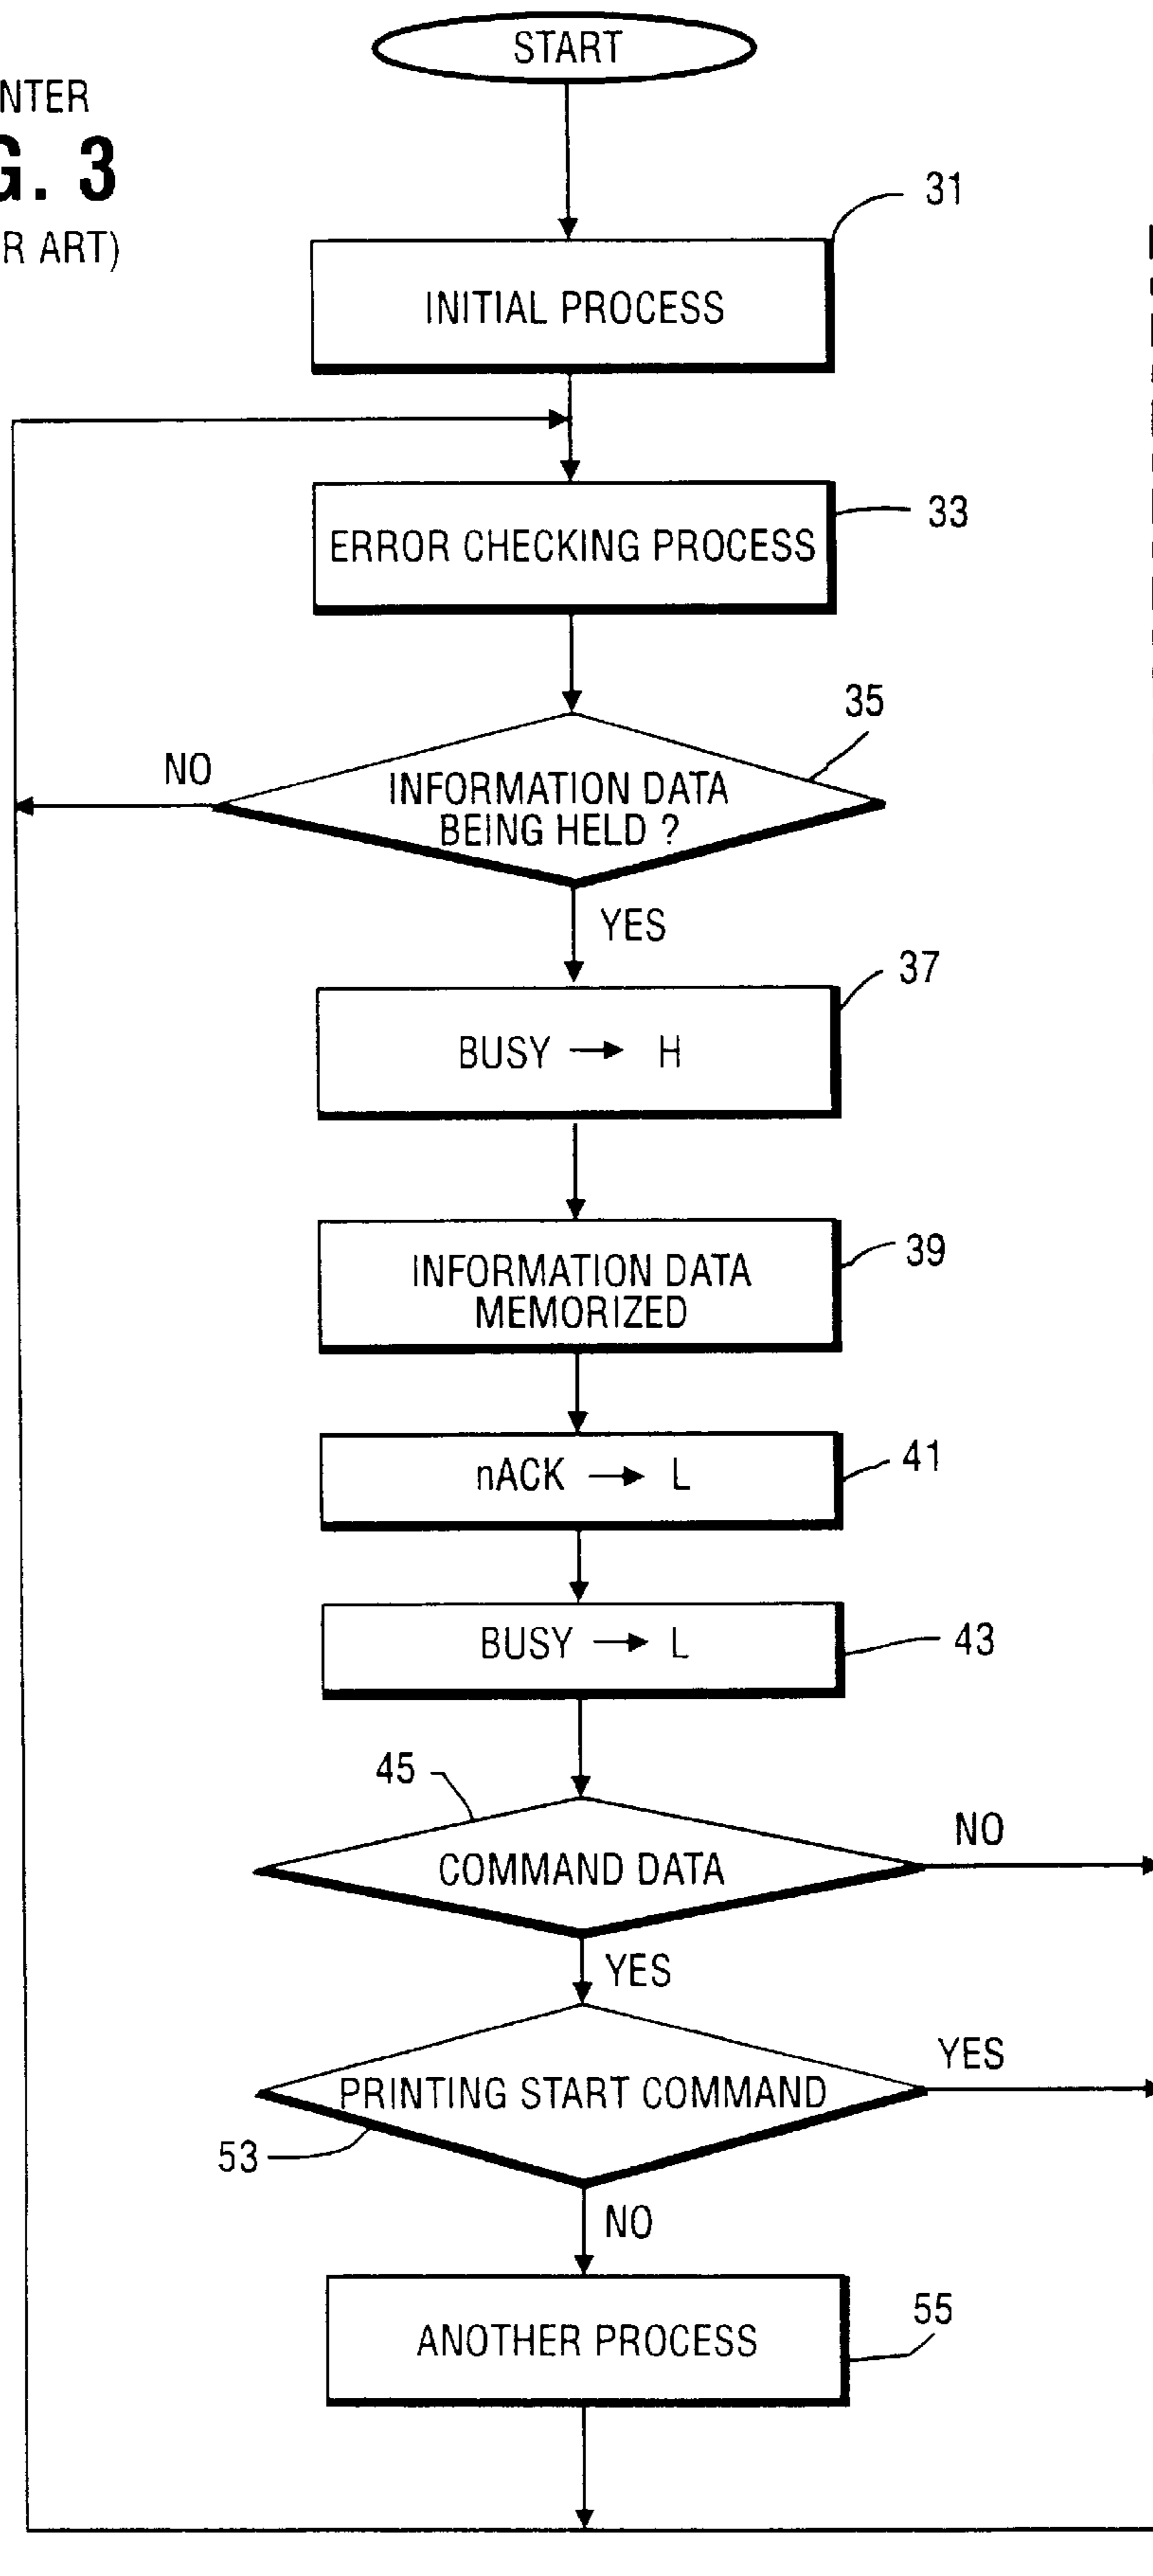 START
NTER
G. 3
R ART)
31
INITIAL PROCESS
33
ERROR CHECKING PROCESS
35
NO
INFORMATION DATA
BEING HELD ?
YES
37
BUSY → H
39
INFORMATION DATA
MEMORIZED
41
nACK → L
43
BUSY → L
45
NO
COMMAND DATA
YES
YES
PRINTING START COMMAND
53
NO
55
ANOTHER PROCESS